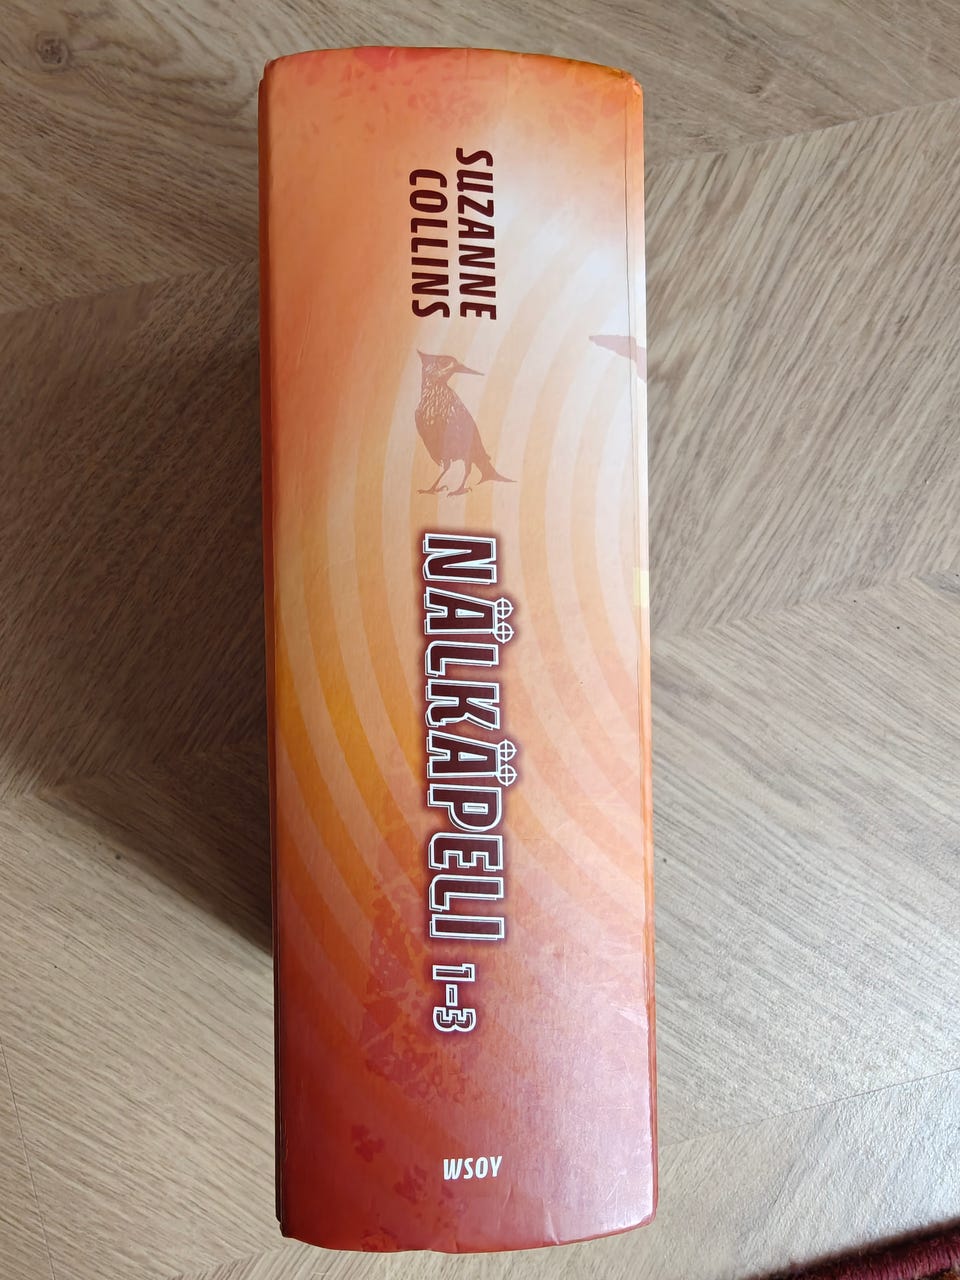 SUZANNE
COLLINS
NÄLKÄPELI 1–3
WSOY